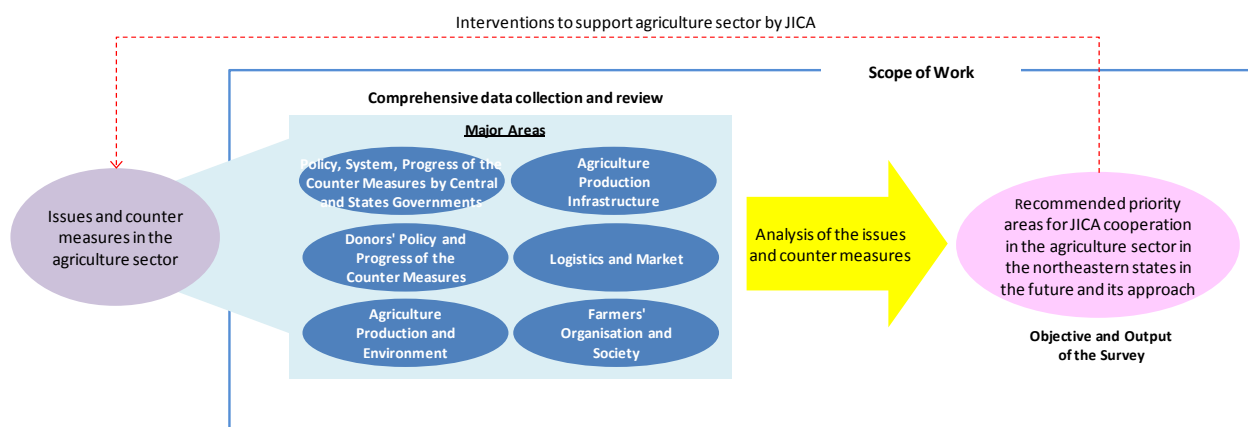 Interventions to support agriculture sector by JICA
Scope of Work
Comprehensive data collection and review
Major Areas
Policy, System, Progress of the
Counter Measures by Central
and States Governments
Agriculture
Production
Infrastructure
Donors' Policy and
Progress of the
Counter Measures
Logistics and Market
Agriculture
Production and
Environment
Farmers'
Organisation and
Society
Issues and counter
measures in the
agriculture sector
Analysis of the issues
and counter measures
Recommended priority
areas for JICA cooperation
in the agriculture sector in
the northeastern states in
the future and its approach
Objective and Output
of the Survey